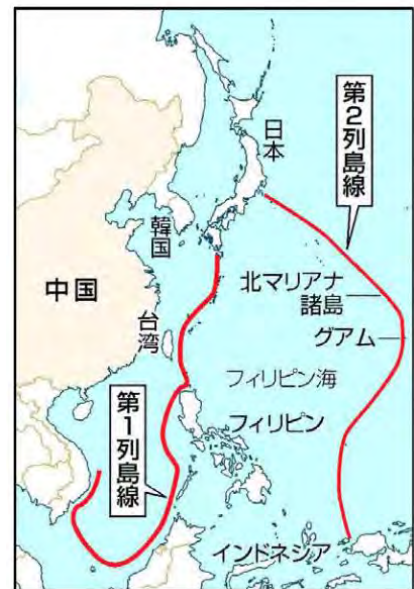 日本
第2列島線
韓国
中国
北マリアナ
諸島
台湾
グアム
フィリピン海
第1列島線
フィリピン
インドネシア